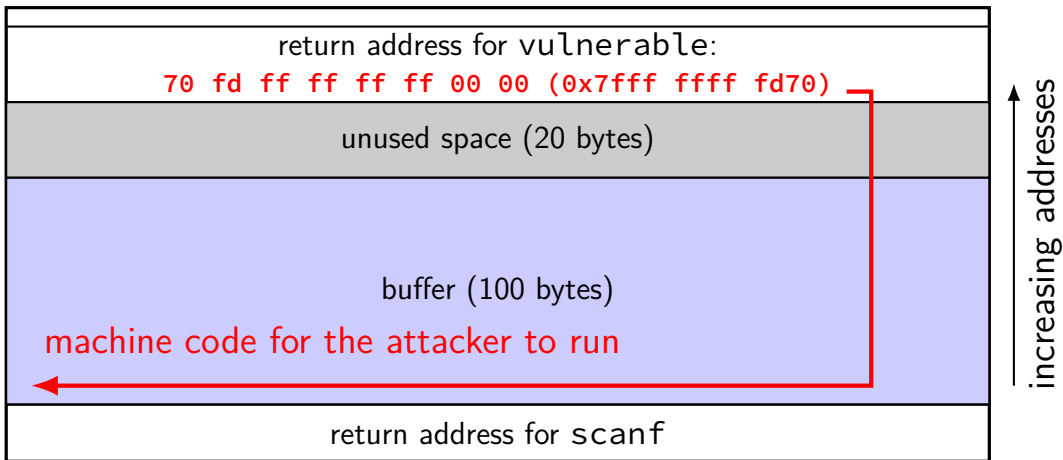 return address for vulnerable:
70 fd ff ff ff ff 00 00 (0x7fff ffff fd70)
unused space (20 bytes)
buffer (100 bytes)
machine code for the attacker to run
return address for scanf
increasing addresses